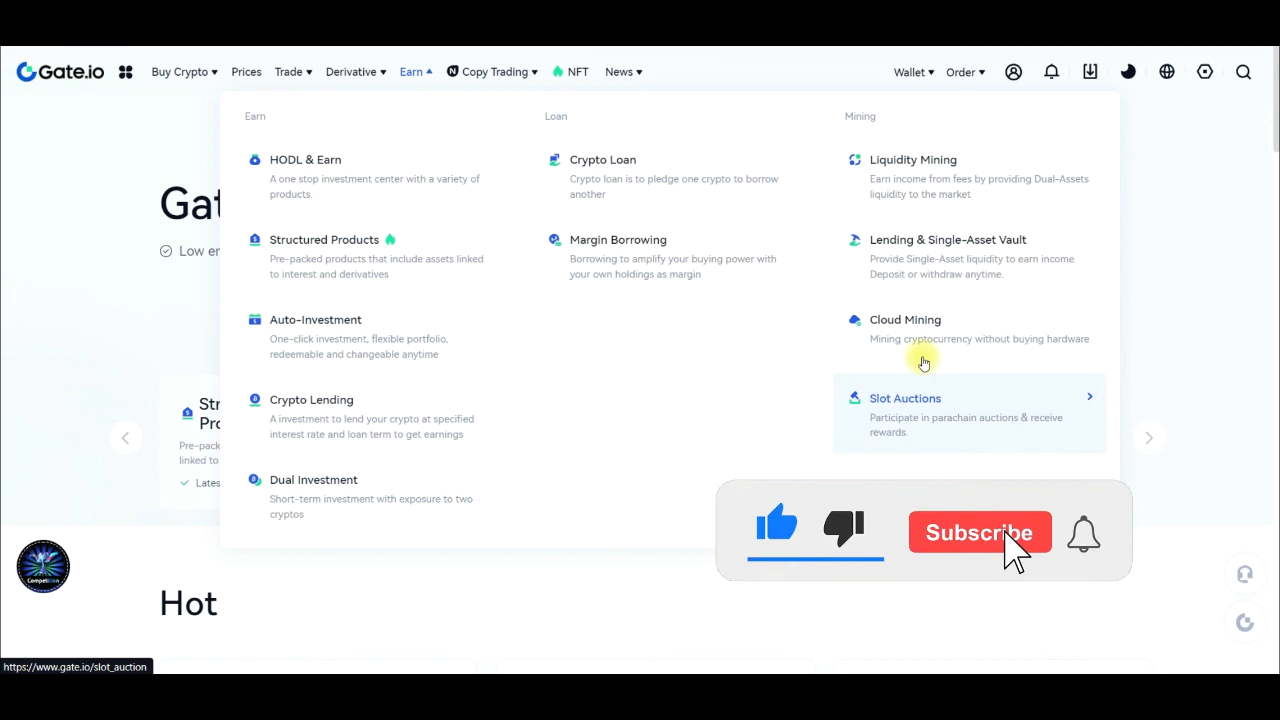 Gate.io
Buy Crypto
Prices
Trade
Derivative
Earn
Copy Trading
NFT
News
Wallet
Order
Earn
HODL & Earn
A one stop investment center with a variety of
products.
Structured Products
Pre-packed products that include assets linked
to interest and derivatives
Auto-Investment
One-click investment, flexible portfolio,
redeemable and changeable anytime
Crypto Lending
A investment to lend your crypto at specified
interest rate and loan term to get earnings
Dual Investment
Short-term investment with exposure to two
cryptos
Loan
Crypto Loan
Crypto loan is to pledge one crypto to borrow
another
Margin Borrowing
Borrowing to amplify your buying power with
your own holdings as margin
Mining
Liquidity Mining
Earn income from fees by providing Dual-Assets
liquidity to the market
Lending & Single-Asset Vault
Provide Single-Asset liquidity to earn income.
Deposit or withdraw anytime.
Cloud Mining
Mining cryptocurrency without buying hardware
Slot Auctions
Participate in parachain auctions & receive
rewards.
Gat
Low er
Str
Pro
Pre-pack
linked to
Lates
Subscribe
Hot
https://www.gate.io/slot_auction